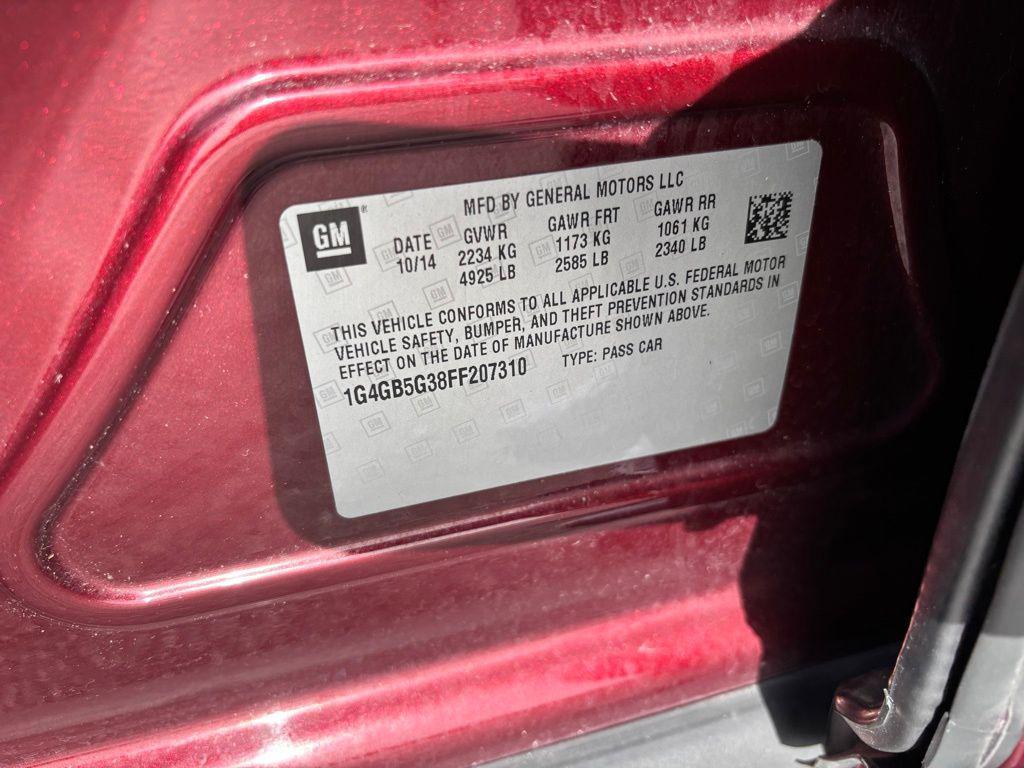 GM
MFD BY GENERAL MOTORS LLC
DATE GVWR GAWR FRT GAWR RR
10/14 2234 KG 1173 KG 1061 KG
4925 LB 2585 LB 2340 LB
THIS VEHICLE CONFORMS TO ALL APPLICABLE U.S. FEDERAL MOTOR
VEHICLE SAFETY, BUMPER, AND THEFT PREVENTION STANDARDS IN
EFFECT ON THE DATE OF MANUFACTURE SHOWN ABOVE.
1G4GB5G38FF207310 TYPE: PASS CAR